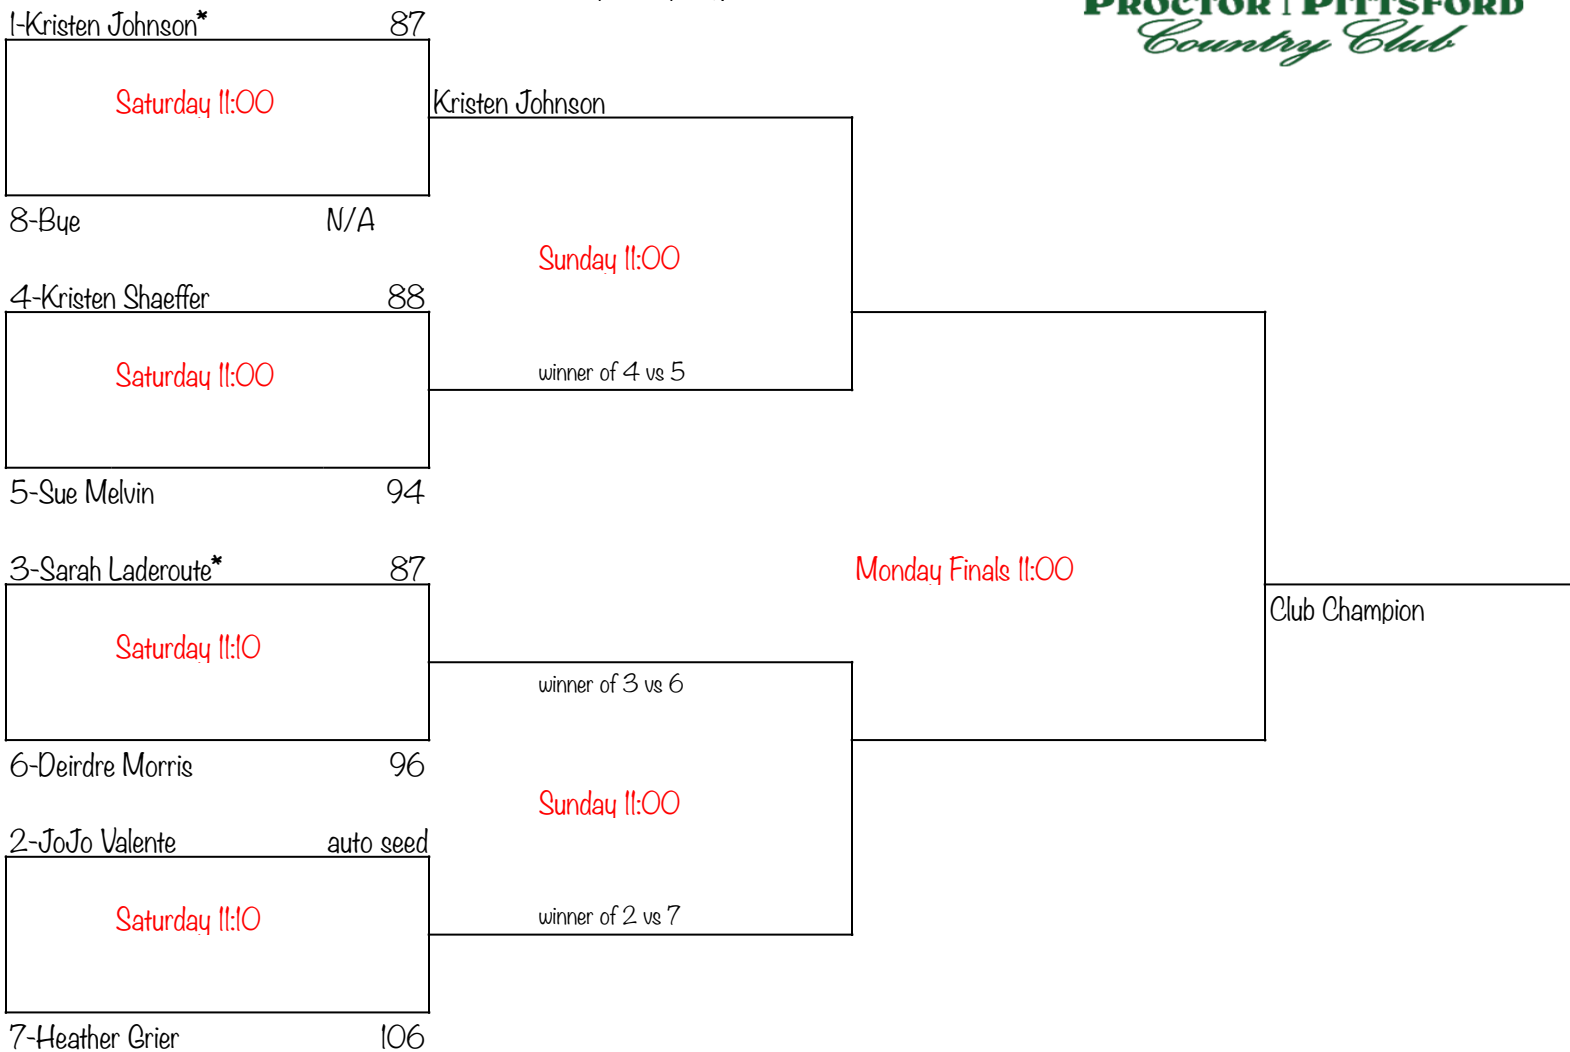 PROCTOR | PITTSFORD
Country Club
1-Kristen Johnson* 87
Saturday 11:00
Kristen Johnson
8-Bye N/A
Sunday 11:00
4-Kristen Shaeffer 88
Saturday 11:00
winner of 4 vs 5
5-Sue Melvin 94
3-Sarah Laderoute* 87
Monday Finals 11:00
Club Champion
Saturday 11:10
winner of 3 vs 6
6-Deirdre Morris 96
Sunday 11:00
2-JoJo Valente auto seed
Saturday 11:10
winner of 2 vs 7
7-Heather Grier 106